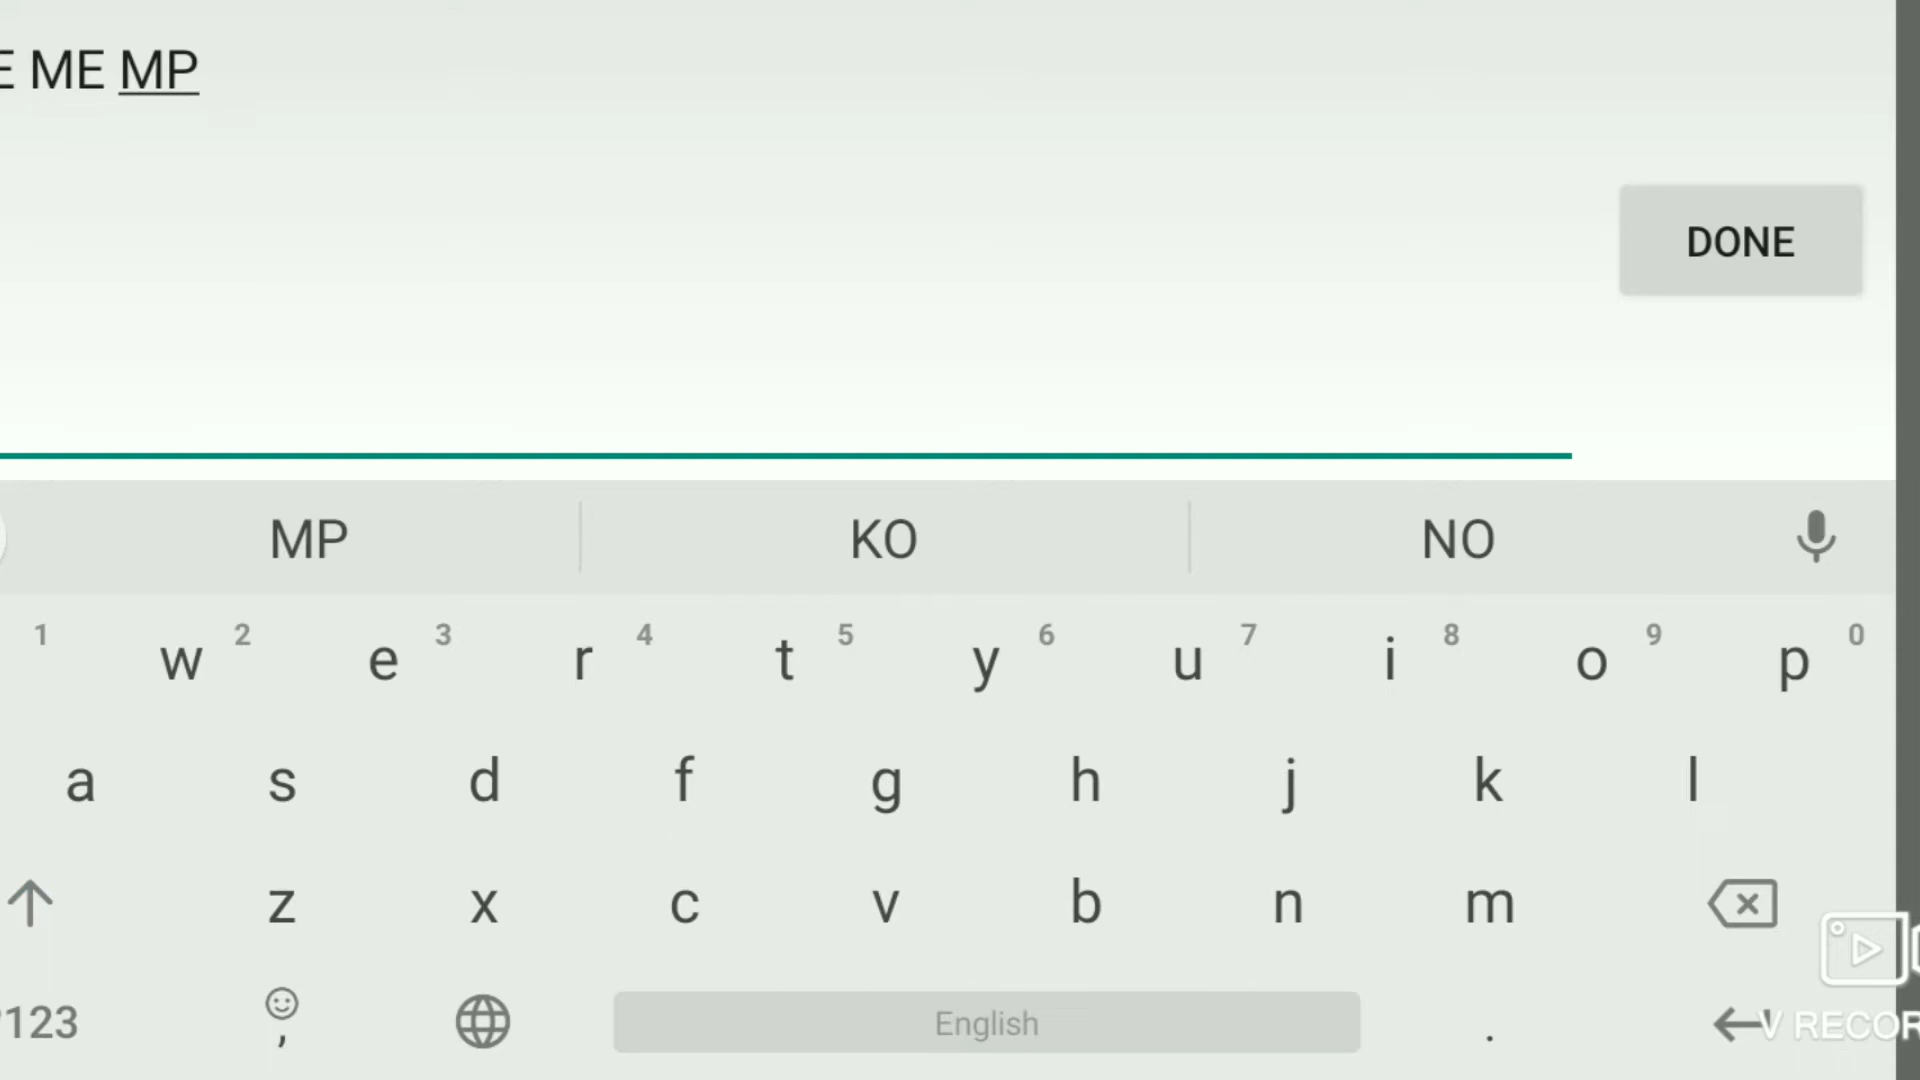 E ME MP
DONE
MP KO NO
1 2 3 4 5 6 7 8 9 0
w e r t y u i o p
a s d f g h j k l
z x c v b n m
?123 , English .
V RECOR